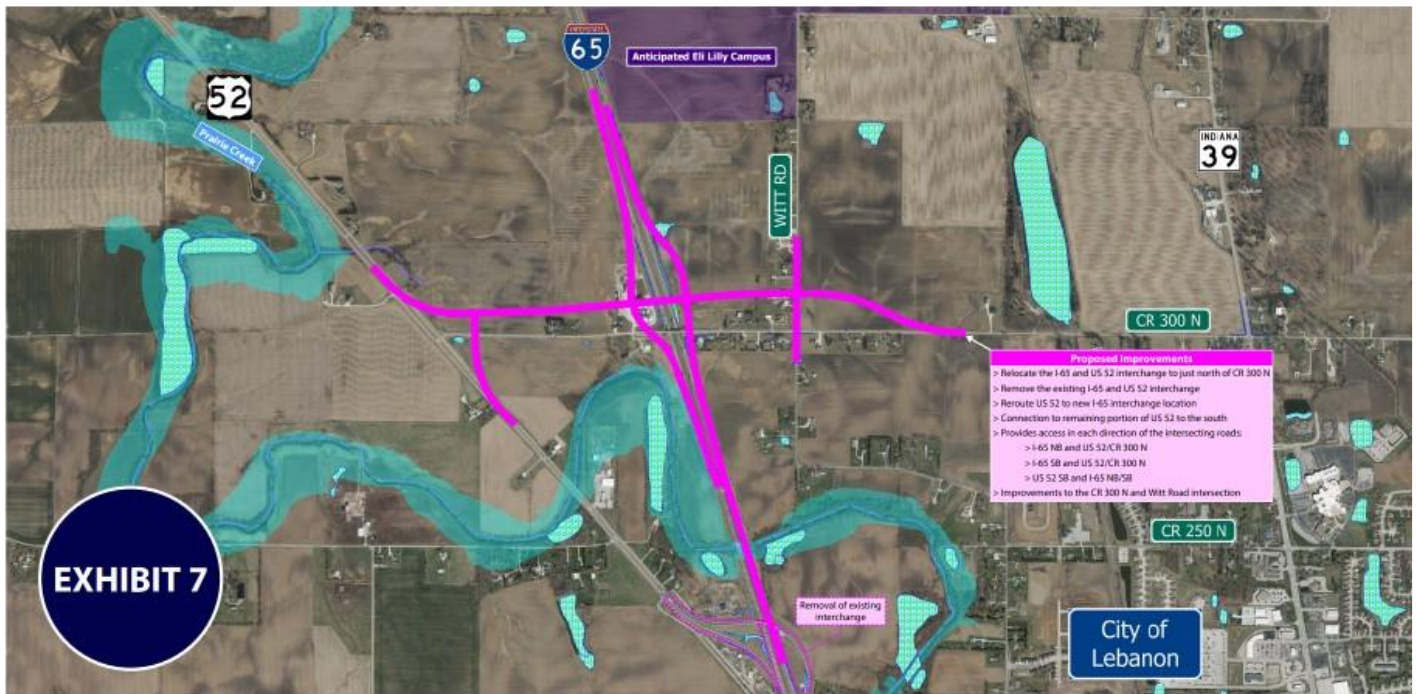 INTERSTATE
65
Anticipated Eli Lilly Campus
52
Prairie Creek
WITT RD
INDIANA
39
CR 300 N
Proposed Improvements
> Relocate the I-65 and US 52 interchange to just north of CR 300 N
> Remove the existing I-65 and US 52 interchange
> Reroute US 52 to new I-65 interchange location
> Connection to remaining portion of US 52 to the south
> Provides access in each direction of the intersecting roads:
> I-65 NB and US 52/CR 300 N
> I-65 SB and US 52/CR 300 N
> US 52 SB and I-65 NB/SB
> Improvements to the CR 300 N and Witt Road intersection
CR 250 N
EXHIBIT 7
Removal of existing
interchange
City of
Lebanon